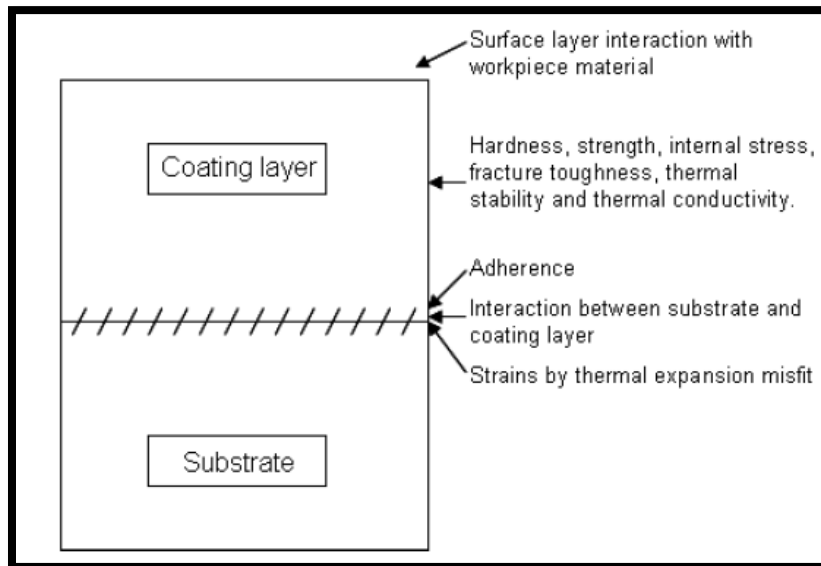 Surface layer interaction with
workpiece material
Coating layer
Hardness, strength, internal stress,
fracture toughness, thermal
stability and thermal conductivity.
Adherence
Interaction between substrate and
coating layer
Strains by thermal expansion misfit
Substrate